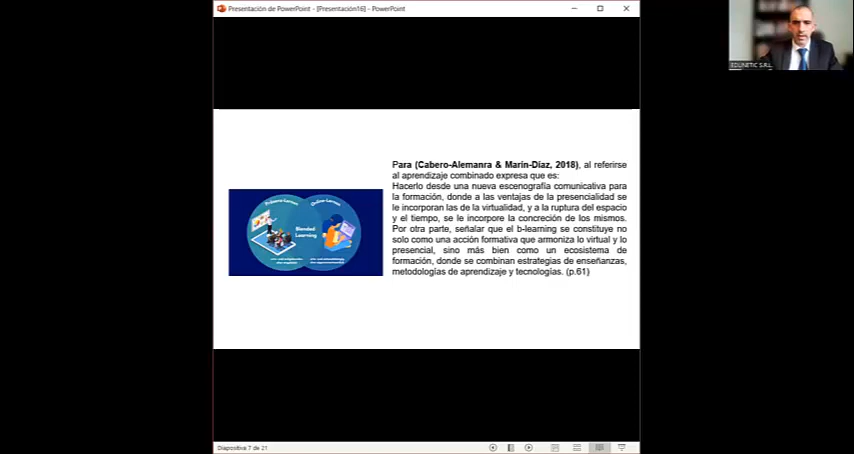 Presentación de PowerPoint - [Presentación16] - PowerPoint
EDUNETIC S.R.L.
Para (Cabero-Alemanra & Marín-Díaz, 2018), al referirse
al aprendizaje combinado expresa que es:
Hacerlo desde una nueva escenografía comunicativa para
la formación, donde a las ventajas de la presencialidad se
le incorporan las de la virtualidad, y a la ruptura del espacio
y el tiempo, se le incorpore la concreción de los mismos.
Por otra parte, señalar que el b-learning se constituye no
solo como una acción formativa que armoniza lo virtual y lo
presencial, sino más bien como un ecosistema de
formación, donde se combinan estrategias de enseñanzas,
metodologías de aprendizaje y tecnologías. (p.61)
Präsenz-Lernen
Online-Lernen
Blended
Learning
Diapositiva 7 de 21